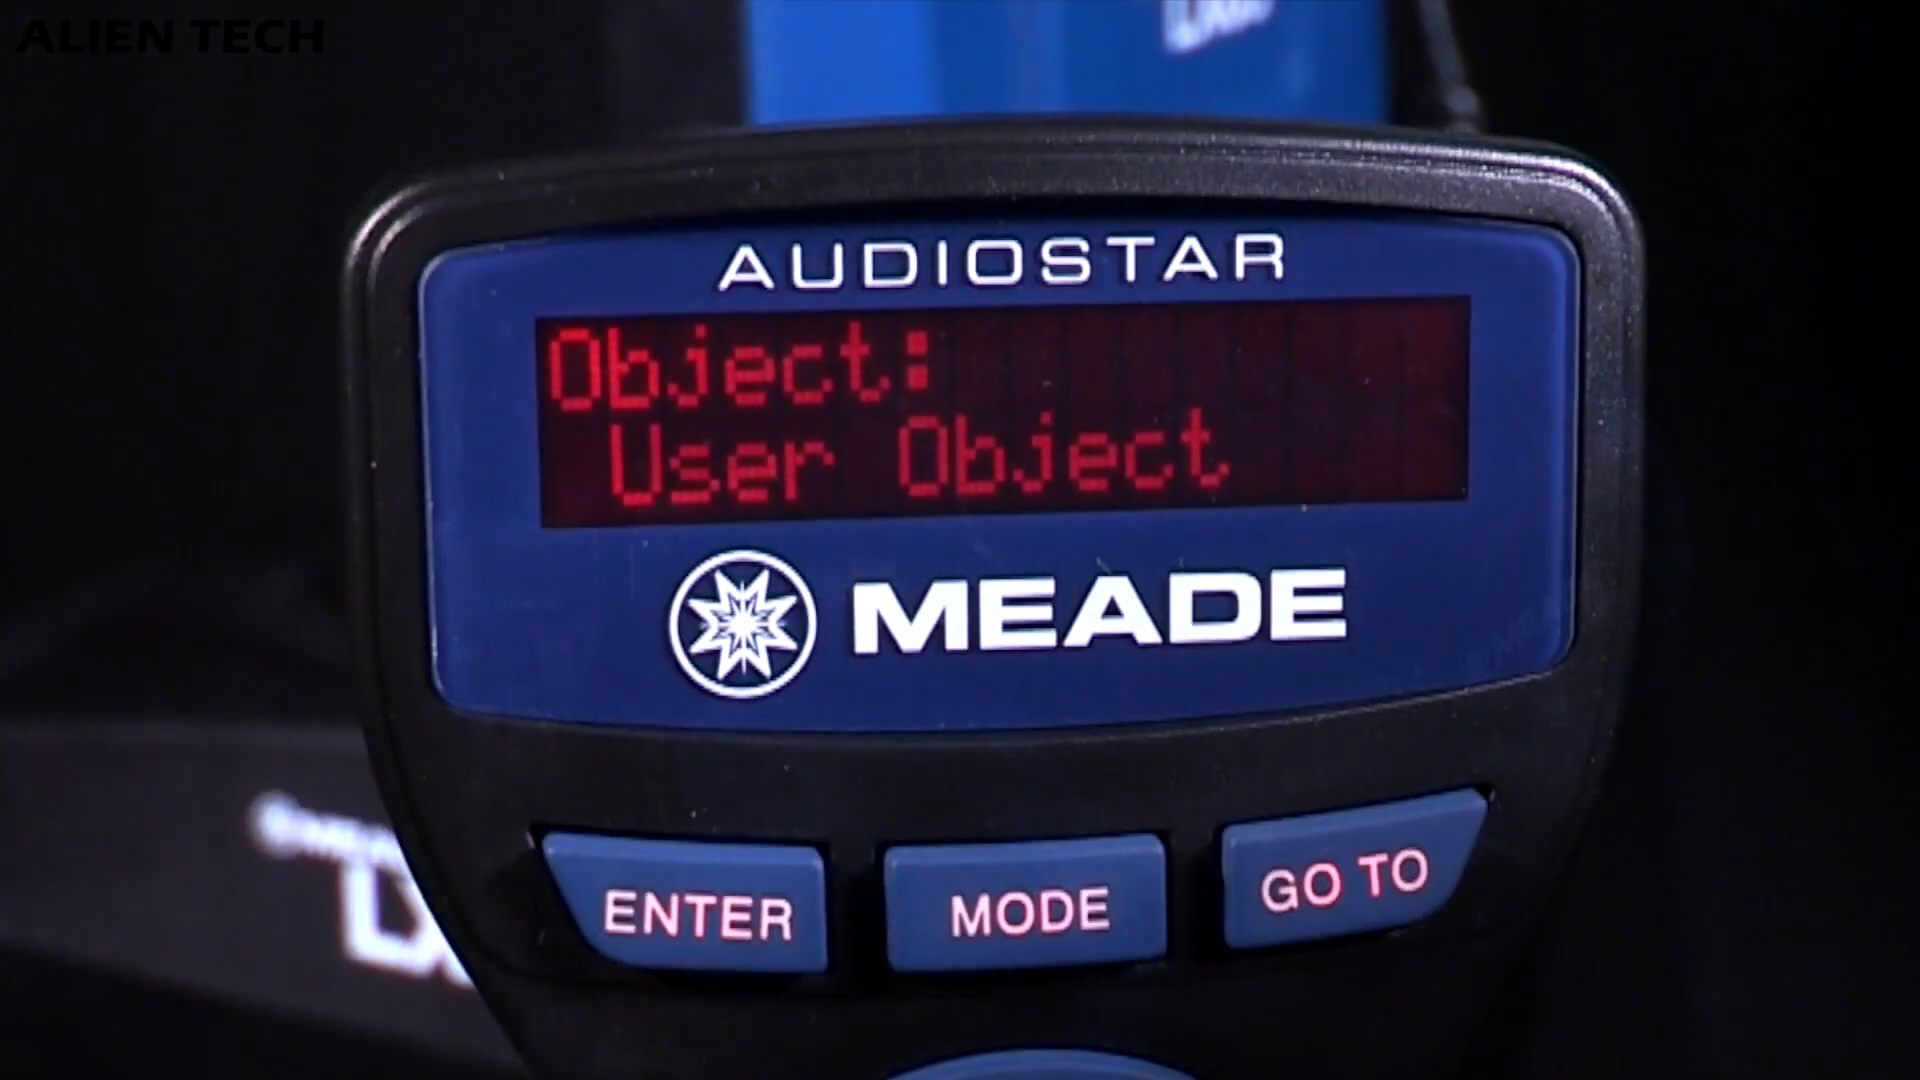 ALIEN TECH
AUDIOSTAR
Object:
User Object
MEADE
ENTER
MODE
GO TO